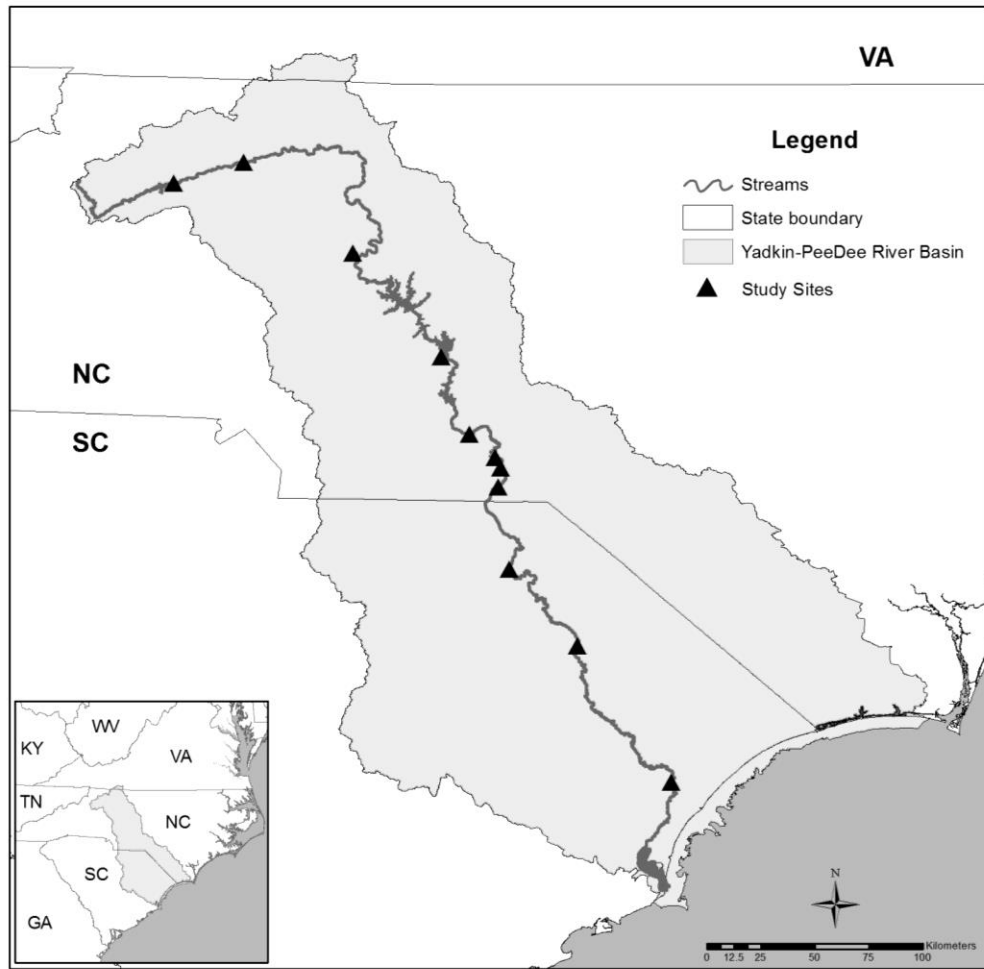 VA
Legend
Streams
State boundary
Yadkin-PeeDee River Basin
Study Sites
NC
SC
WV
KY
VA
TN
NC
SC
GA
N
Kilometers
0 12.5 25 50 75 100